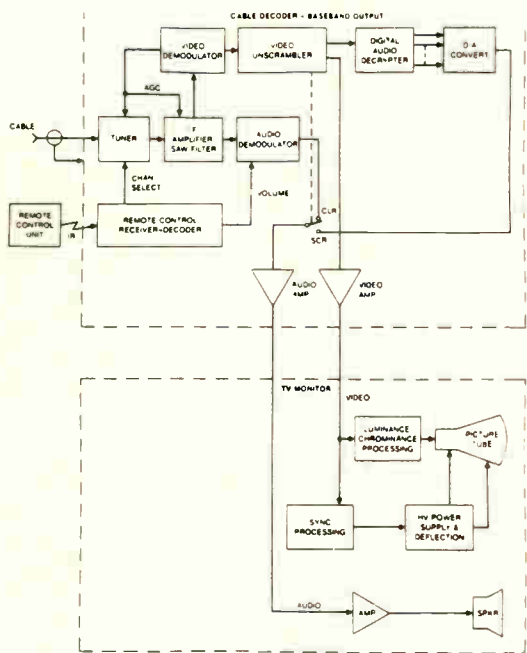 CABLE DECODER - BASEBAND OUTPUT
VIDEO
DEMODULATOR
VIDEO
UNSCRAMBLER
DIGITAL
AUDIO
DECRYPTER
D-A
CONVERT
AGC
CABLE
TUNER
IF
AMPLIFIER
SAW FILTER
AUDIO
DEMODULATOR
CHAN
SELECT
VOLUME
CLR
SCR
REMOTE
CONTROL
UNIT
IR
REMOTE CONTROL
RECEIVER-DECODER
AUDIO
AMP
VIDEO
AMP
TV MONITOR
VIDEO
LUMINANCE
CHROMINANCE
PROCESSING
PICTURE
TUBE
SYNC
PROCESSING
HV POWER
SUPPLY &
DEFLECTION
AUDIO
AMP
SPKR